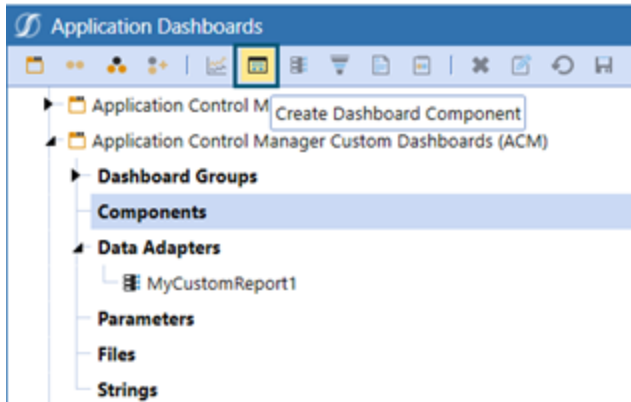 Application Dashboards
Application Control M
Create Dashboard Component
Application Control Manager Custom Dashboards (ACM)
Dashboard Groups
Components
Data Adapters
MyCustomReport1
Parameters
Files
Strings